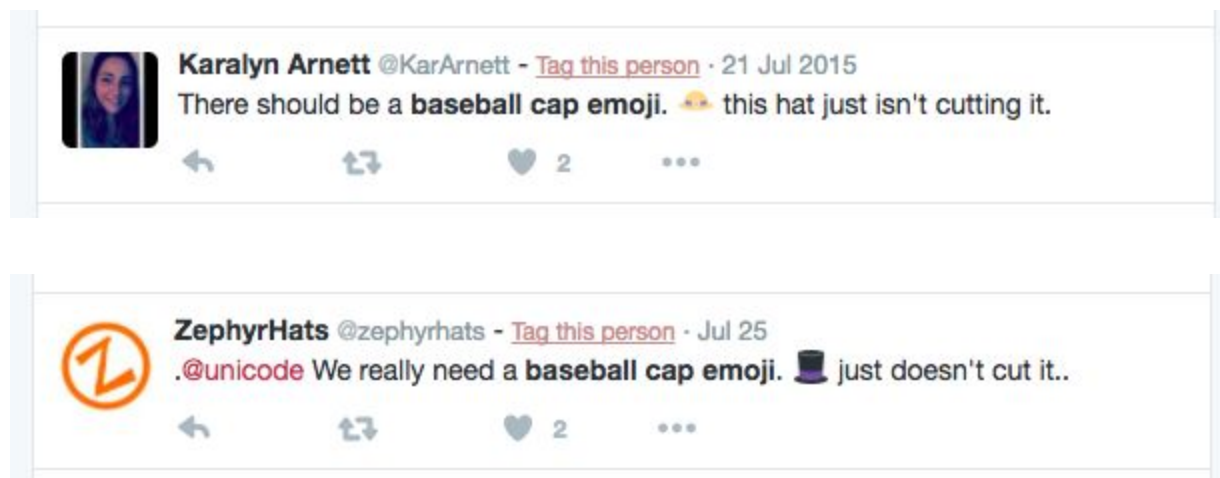 Karalyn Arnett @KarArnett - Tag this person · 21 Jul 2015
There should be a baseball cap emoji. 👒 this hat just isn't cutting it.
2
ZephyrHats @zephyrhats - Tag this person · Jul 25
.@unicode We really need a baseball cap emoji. 🎩 just doesn't cut it..
2